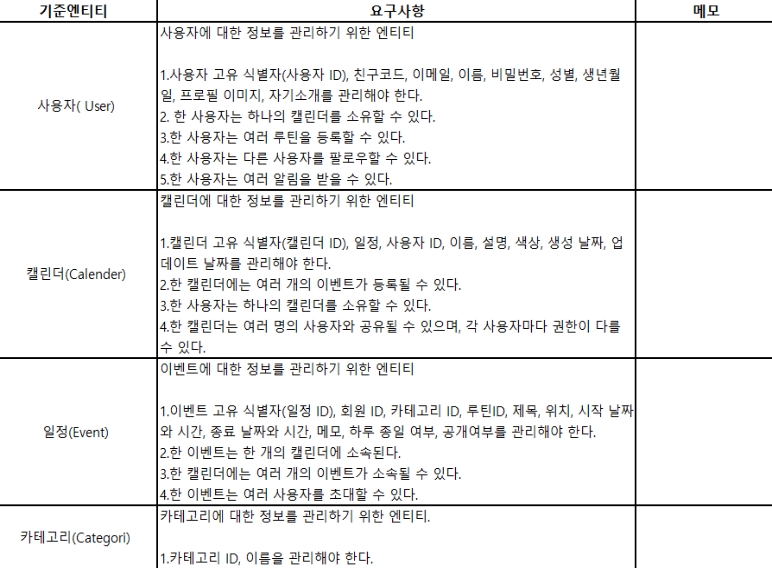 기준엔티티 요구사항 메모
사용자에 대한 정보를 관리하기 위한 엔티티
1.사용자 고유 식별자(사용자 ID), 친구코드, 이메일, 이름, 비밀번호, 성별, 생년월
일, 프로필 이미지, 자기소개를 관리해야 한다.
사용자( User)
2. 한 사용자는 하나의 캘린더를 소유할 수 있다.
3.한 사용자는 여러 루틴을 등록할 수 있다.
4.한 사용자는 다른 사용자를 팔로우할 수 있다.
5.한 사용자는 여러 알림을 받을 수 있다.
캘린더에 대한 정보를 관리하기 위한 엔티티
1.캘린더 고유 식별자(캘린더 ID), 일정, 사용자 ID, 이름, 설명, 색상, 생성 날짜, 업
데이트 날짜를 관리해야 한다.
캘린더(Calender)
2.한 캘린더에는 여러 개의 이벤트가 등록될 수 있다.
3.한 사용자는 하나의 캘린더를 소유할 수 있다.
4.한 캘린더는 여러 명의 사용자와 공유될 수 있으며, 각 사용자마다 권한이 다를
수 있다.
이벤트에 대한 정보를 관리하기 위한 엔티티
1.이벤트 고유 식별자(일정 ID), 회원 ID, 카테고리 ID, 루틴ID, 제목, 위치, 시작 날짜
와 시간, 종료 날짜와 시간, 메모, 하루 종일 여부, 공개여부를 관리해야 한다.
일정(Event)
2.한 이벤트는 한 개의 캘린더에 소속된다.
3.한 캘린더에는 여러 개의 이벤트가 소속될 수 있다.
4.한 이벤트는 여러 사용자를 초대할 수 있다.
카테고리에 대한 정보를 관리하기 위한 엔티티.
카테고리(Categori)
1.카테고리 ID, 이름을 관리해야 한다.